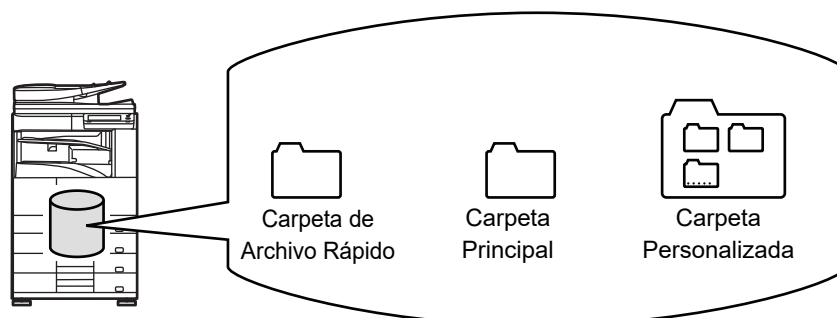 Carpeta de
Archivo Rápido
Carpeta
Principal
Carpeta
Personalizada